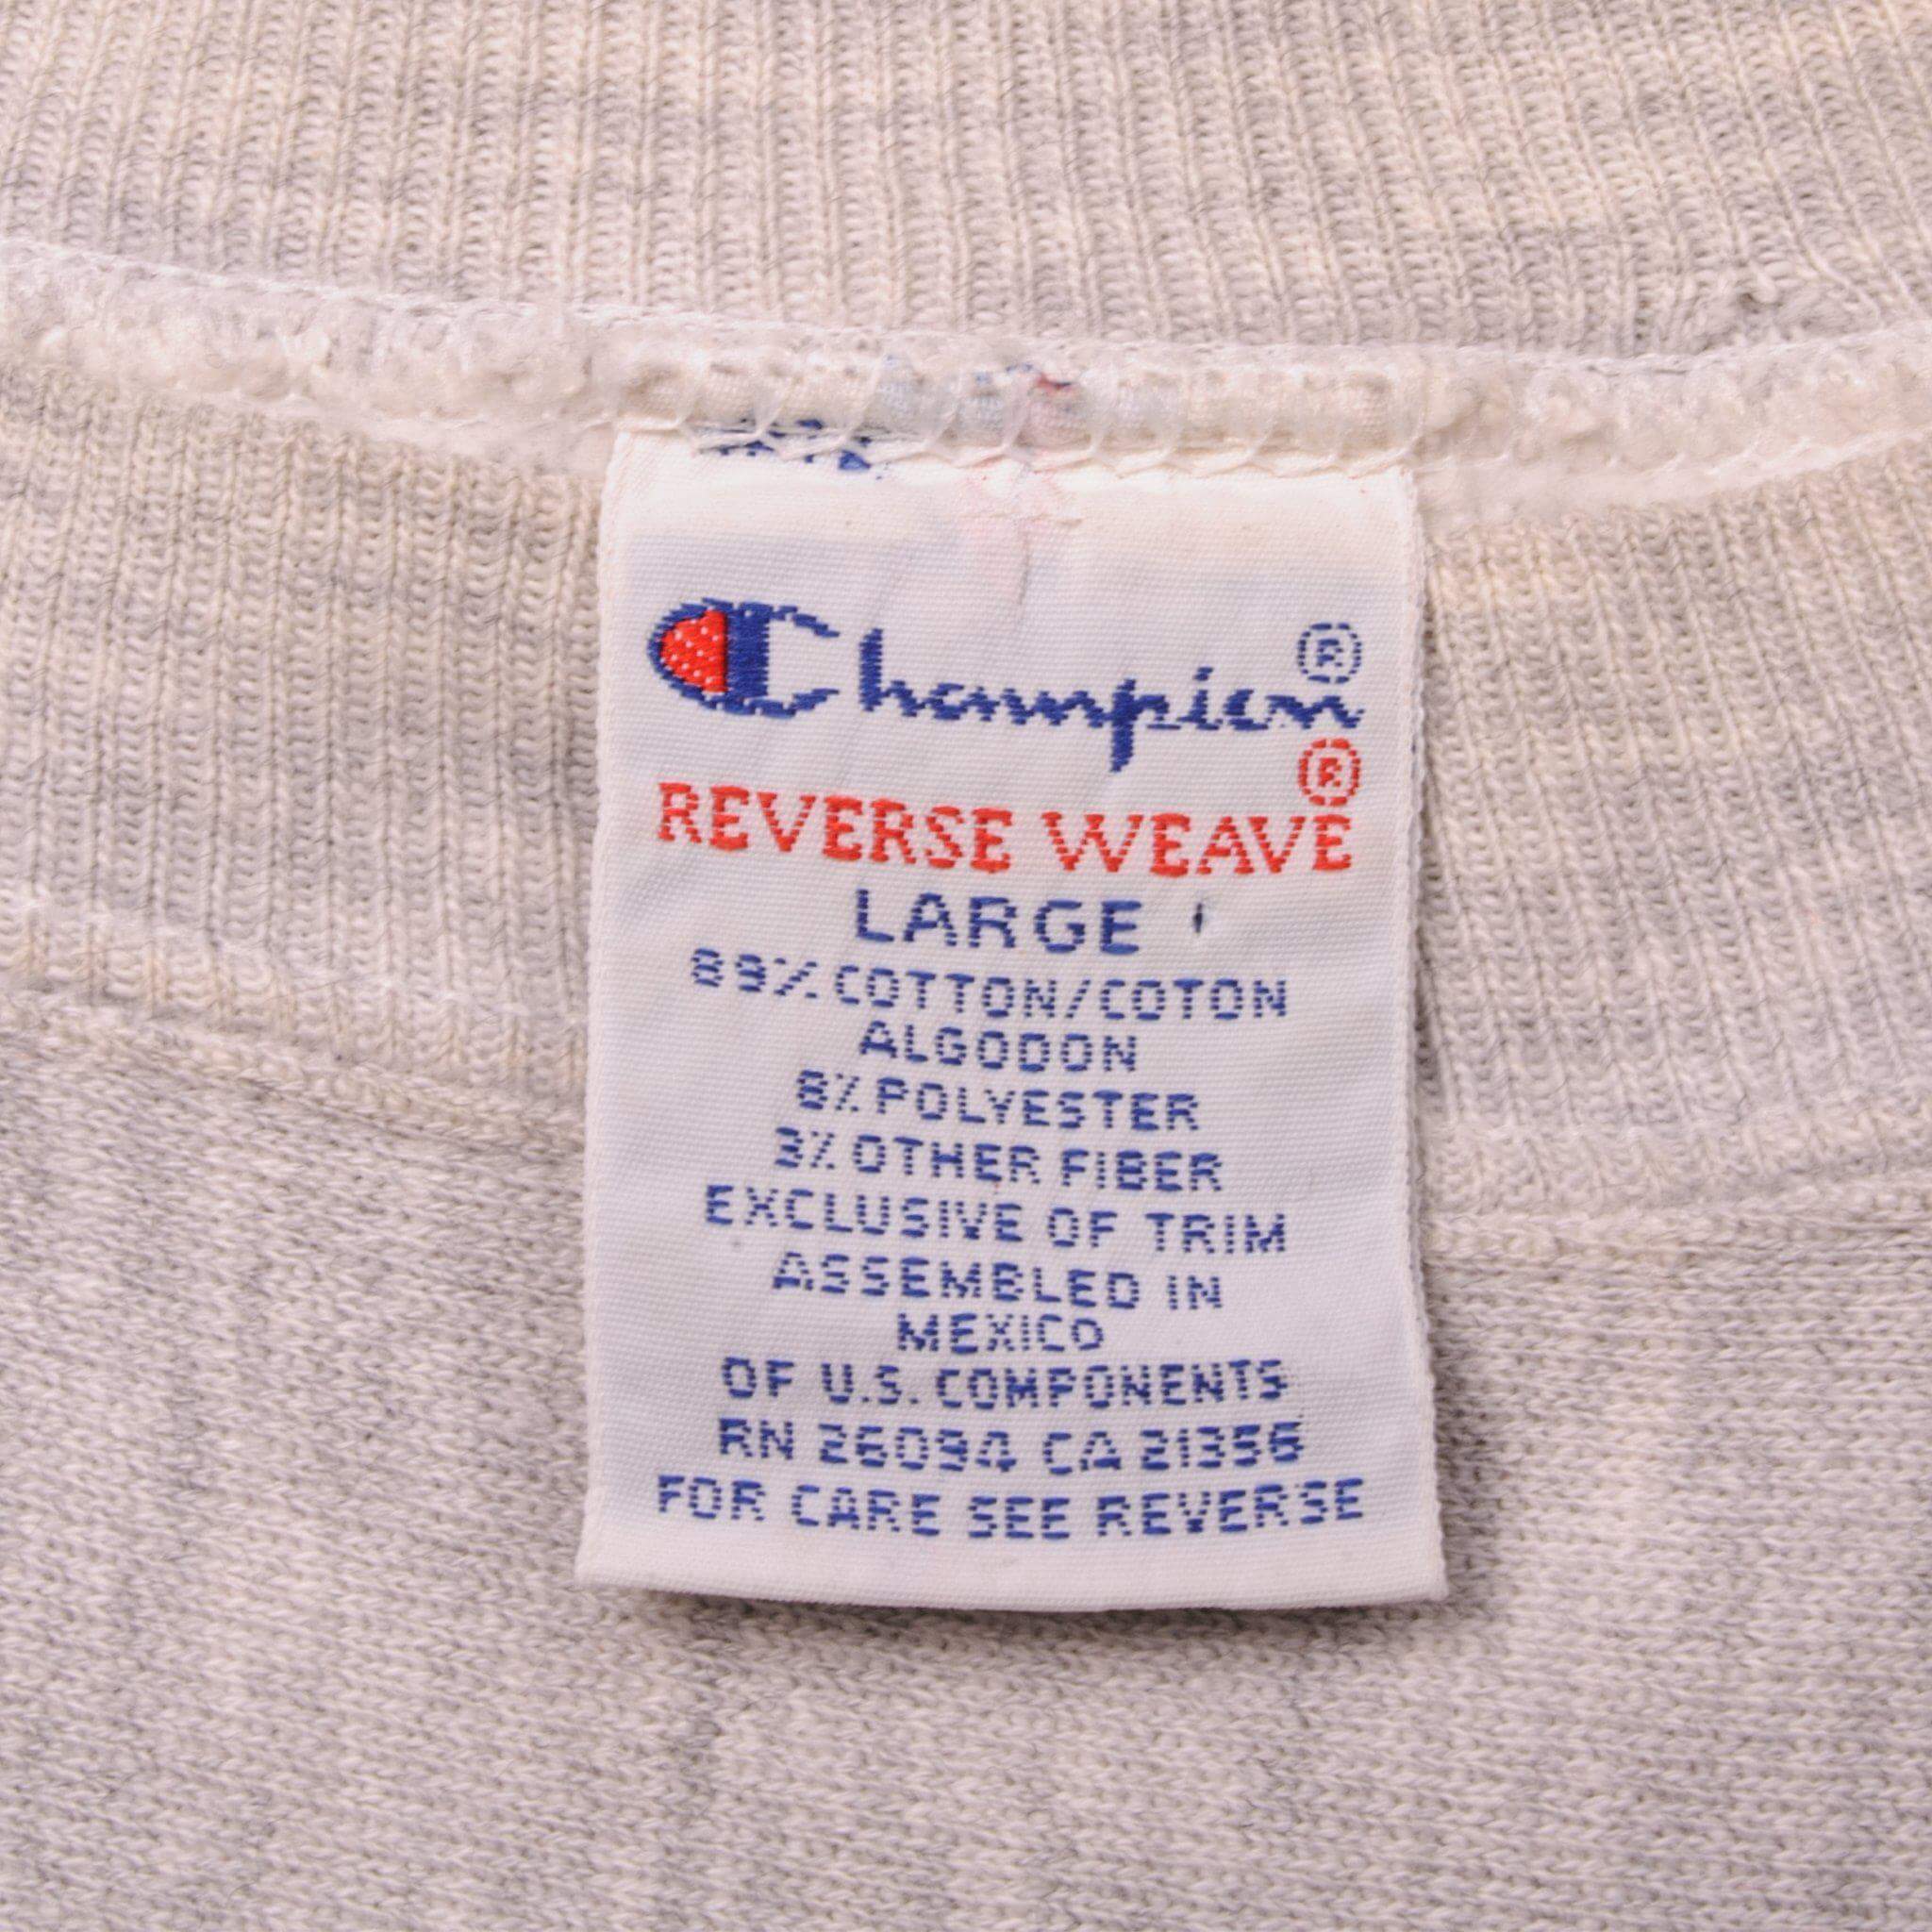 Champion®
REVERSE WEAVE®
LARGE
89% COTTON/COTON
ALGODON
8% POLYESTER
3% OTHER FIBER
EXCLUSIVE OF TRIM
ASSEMBLED IN
MEXICO
OF U.S. COMPONENTS
RN 26094 CA 21356
FOR CARE SEE REVERSE